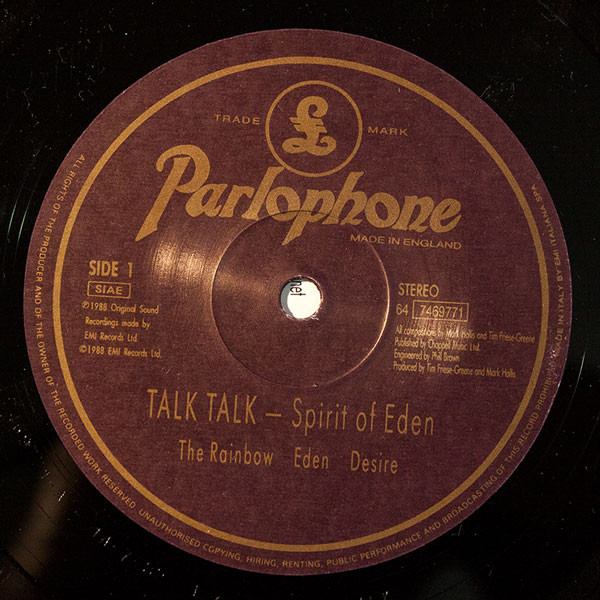 TRADE MARK
£
Parlophone
MADE IN ENGLAND
SIDE 1
SIAE
℗1988 Original Sound
Recordings made by
EMI Records Ltd.
©1988 EMI Records Ltd.
STEREO
64 7469771
All compositions by Mark Hollis and Tim Friese-Greene
Published by Chappell Music Ltd.
Engineered by Phill Brown
Produced by Tim Friese-Greene and Mark Hollis
net
TALK TALK – Spirit of Eden
The Rainbow Eden Desire
ALL RIGHTS OF THE PRODUCER AND OF THE OWNER OF THE RECORDED WORK RESERVED. UNAUTHORISED COPYING, HIRING, RENTING, PUBLIC PERFORMANCE AND BROADCASTING OF THIS RECORD PROHIBITED. MADE IN ITALY BY EMI ITALIANA SPA